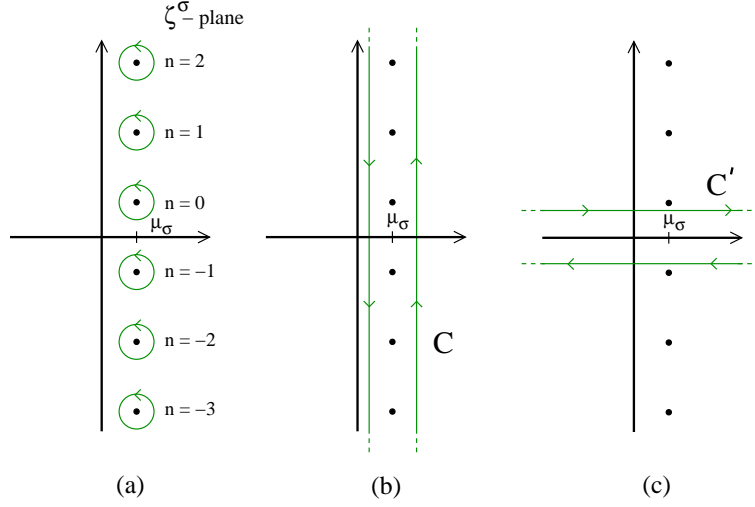 ζ^σ – plane
n = 2
n = 1
n = 0
μ_σ
n = −1
n = −2
n = −3
(a)
μ_σ
C
(b)
C′
μ_σ
(c)